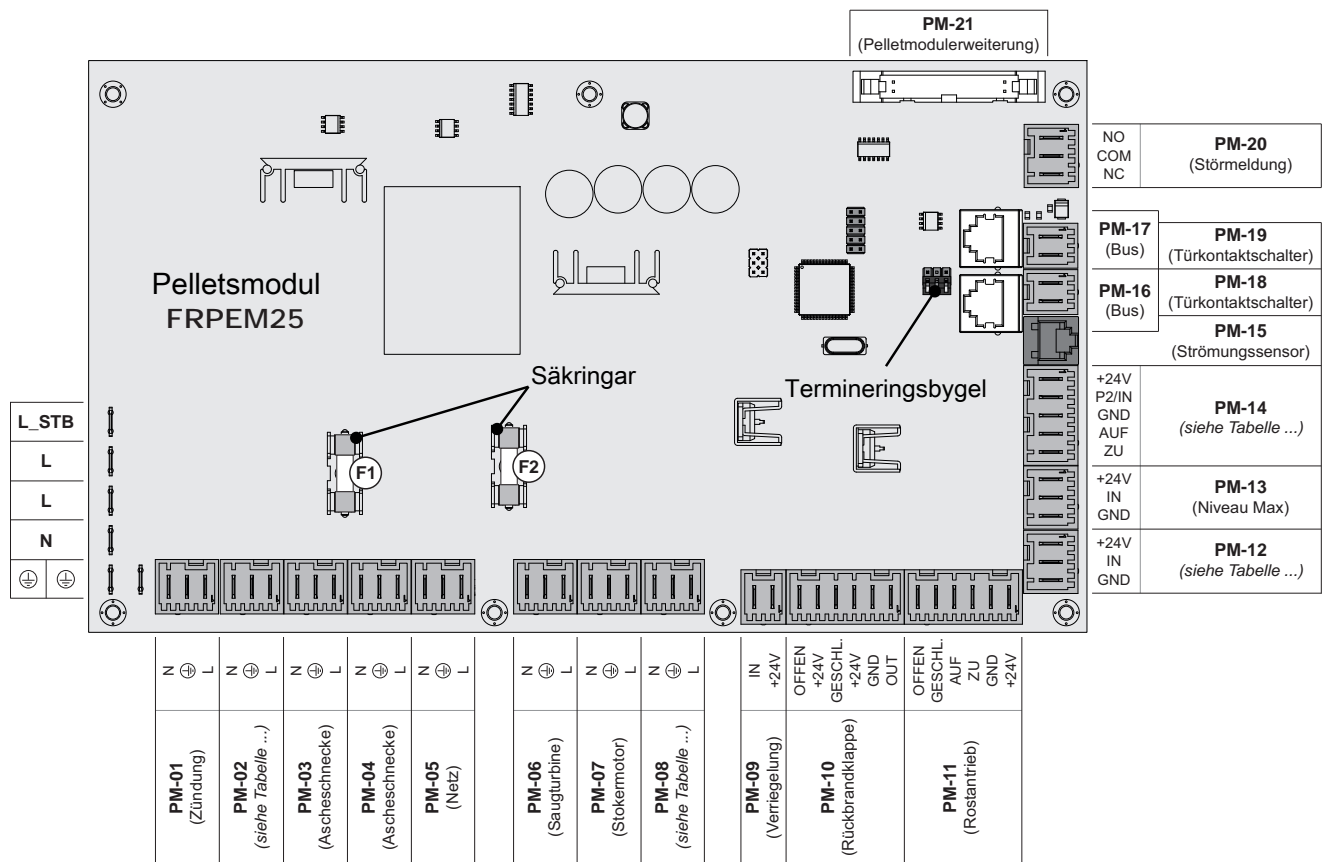 PM-21
(Pelletmodulerweiterung)
NO
COM
NC
PM-20
(Störmeldung)
PM-17
(Bus)
PM-19
(Türkontaktschalter)
PM-16
(Bus)
PM-18
(Türkontaktschalter)
PM-15
(Strömungssensor)
+24V
P2/IN
GND
AUF
ZU
PM-14
(siehe Tabelle ...)
+24V
IN
GND
PM-13
(Niveau Max)
+24V
IN
GND
PM-12
(siehe Tabelle ...)
Pelletsmodul
FRPEM25
Säkringar
Termineringsbygel
F1
F2
L_STB
L
L
N
N L
PM-01
(Zündung)
N L
PM-02
(siehe Tabelle ...)
N L
PM-03
(Ascheschnecke)
N L
PM-04
(Ascheschnecke)
N L
PM-05
(Netz)
N L
PM-06
(Saugturbine)
N L
PM-07
(Stokermotor)
N L
PM-08
(siehe Tabelle ...)
IN
+24V
PM-09
(Verriegelung)
OFFEN
+24V
GESCHL.
+24V
GND
OUT
PM-10
(Rückbrandklappe)
OFFEN
GESCHL.
AUF
ZU
GND
+24V
PM-11
(Rostantrieb)